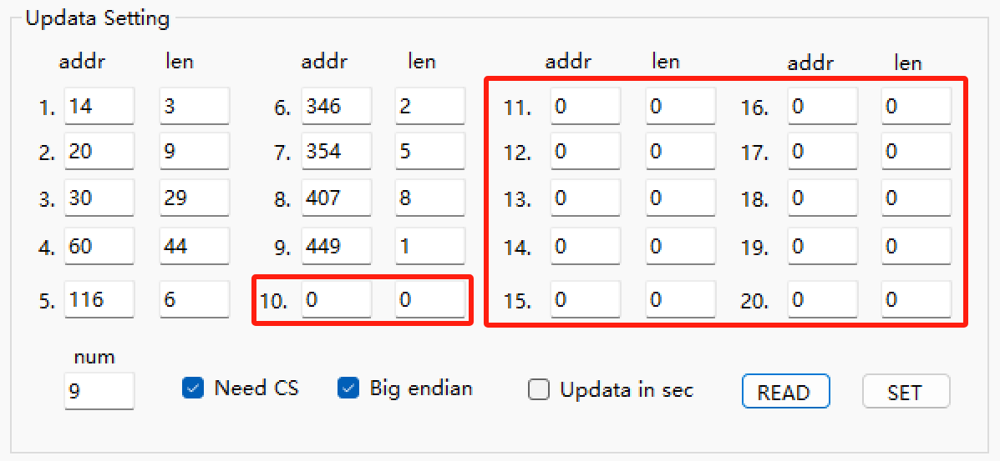 Updata Setting
addr len addr len addr len addr len
1. 14 3 6. 346 2 11. 0 0 16. 0 0
2. 20 9 7. 354 5 12. 0 0 17. 0 0
3. 30 29 8. 407 8 13. 0 0 18. 0 0
4. 60 44 9. 449 1 14. 0 0 19. 0 0
5. 116 6 10. 0 0 15. 0 0 20. 0 0
num
9 Need CS Big endian Updata in sec READ SET